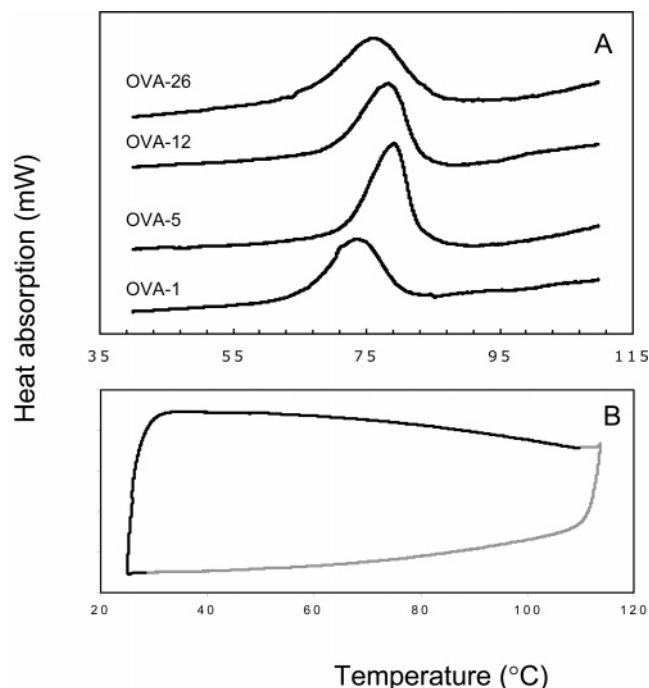 A
OVA-26
OVA-12
OVA-5
OVA-1
35 55 75 95 115
Heat absorption (mW)
B
20 40 60 80 100 120
Temperature (°C)